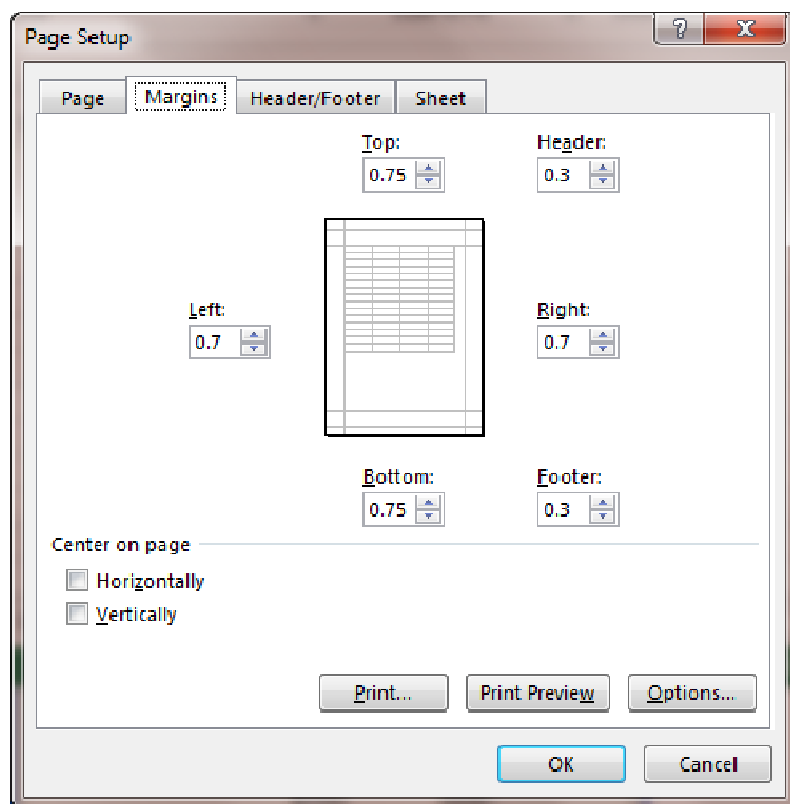 Page Setup
Page Margins Header/Footer Sheet
Top: Header:
0.75 0.3
Left: Right:
0.7 0.7
Bottom: Footer:
0.75 0.3
Center on page
Horizontally
Vertically
Print... Print Preview Options...
OK Cancel